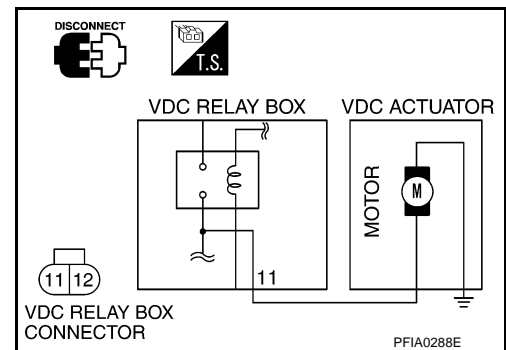 DISCONNECT
T.S.
VDC RELAY BOX
VDC ACTUATOR
MOTOR
M
11
11 12
VDC RELAY BOX
CONNECTOR
PFIA0288E